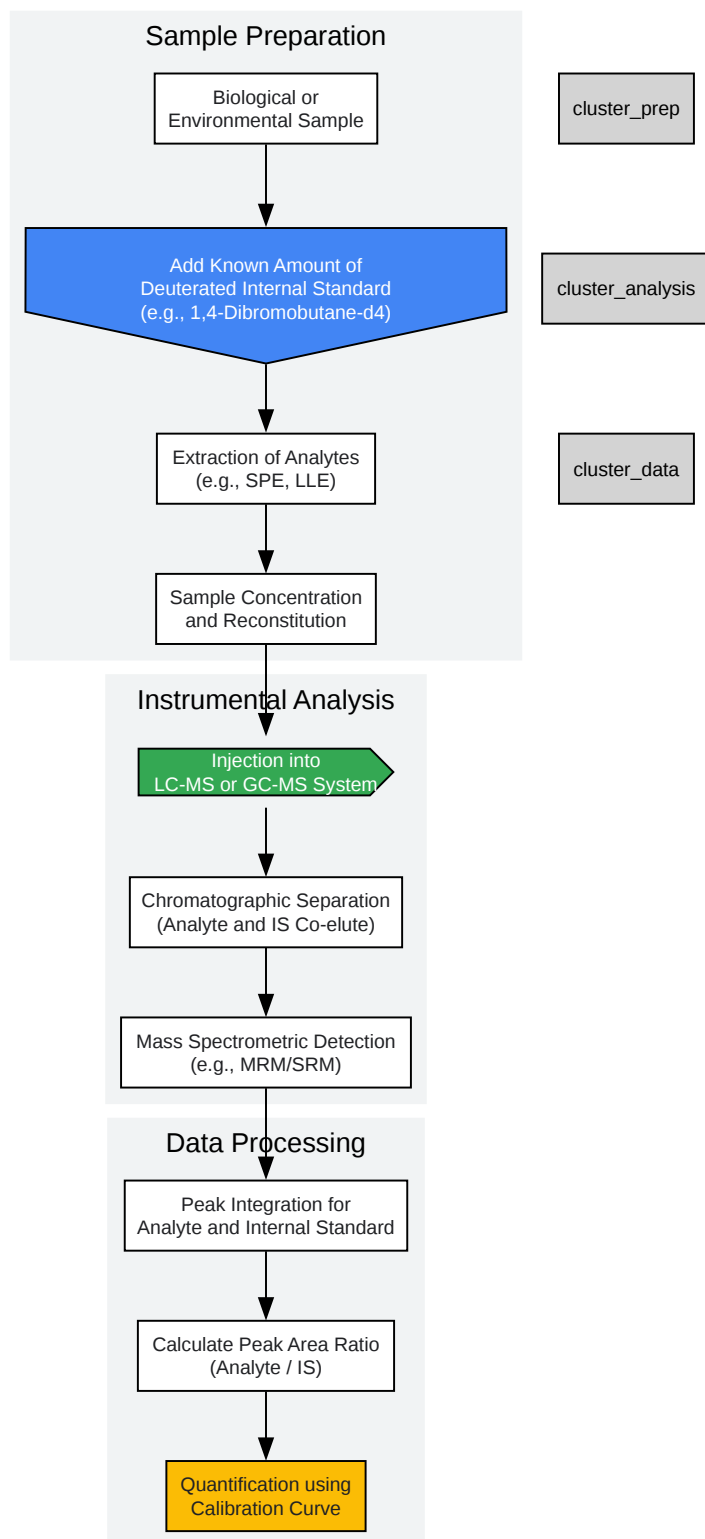 Sample Preparation
Biological or
Environmental Sample
cluster_prep
Add Known Amount of
Deuterated Internal Standard
(e.g., 1,4-Dibromobutane-d4)
cluster_analysis
Extraction of Analytes
(e.g., SPE, LLE)
cluster_data
Sample Concentration
and Reconstitution
Instrumental Analysis
Injection into
LC-MS or GC-MS System
Chromatographic Separation
(Analyte and IS Co-elute)
Mass Spectrometric Detection
(e.g., MRM/SRM)
Data Processing
Peak Integration for
Analyte and Internal Standard
Calculate Peak Area Ratio
(Analyte / IS)
Quantification using
Calibration Curve